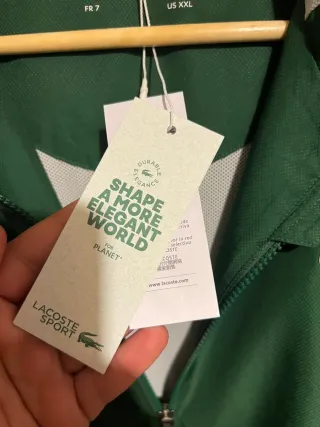 FR 7
US XXL
DURABLE
ELEGANCE
SHAPE
A MORE
ELEGANT
WORLD
FOR
PLANET
LACOSTE
SPORT
www.lacoste.com